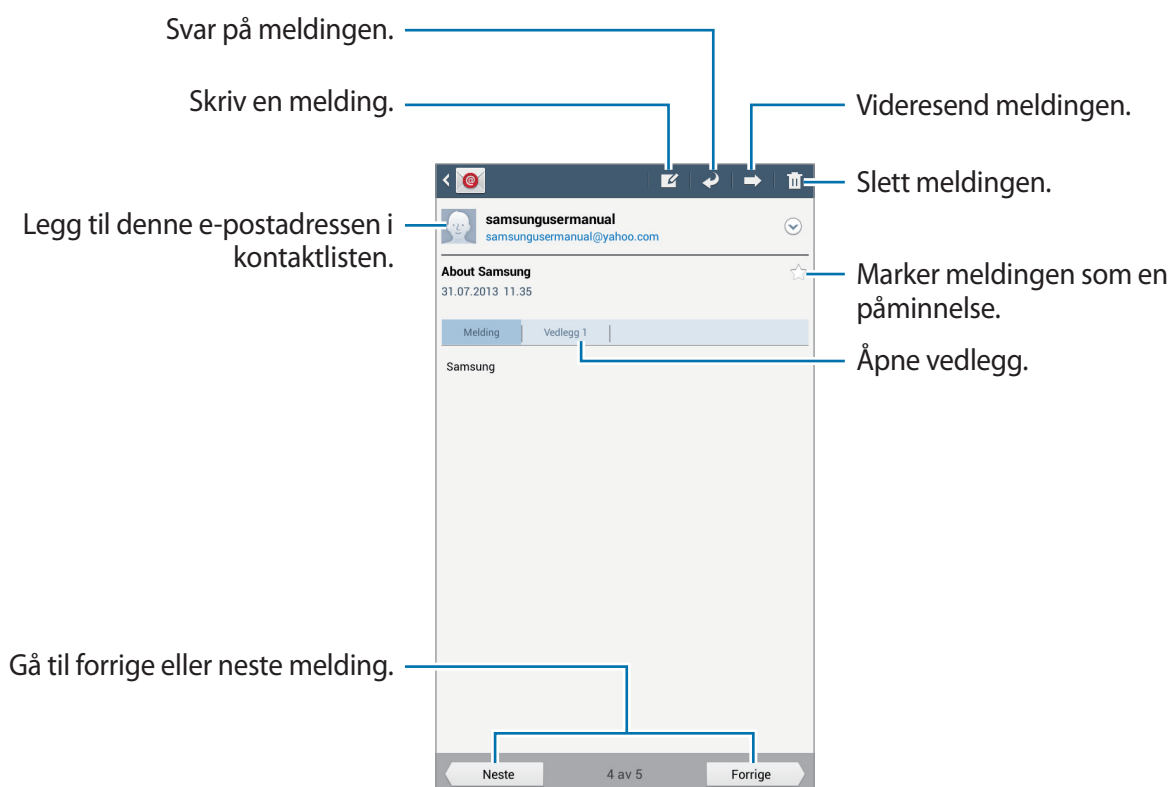 Svar på meldingen.
Skriv en melding.
Videresend meldingen.
Slett meldingen.
samsungusermanual
samsungusermanual@yahoo.com
Legg til denne e-postadressen i
kontaktlisten.
About Samsung
31.07.2013 11.35
Marker meldingen som en
påminnelse.
Melding
Vedlegg 1
Åpne vedlegg.
Samsung
Gå til forrige eller neste melding.
Neste
4 av 5
Forrige